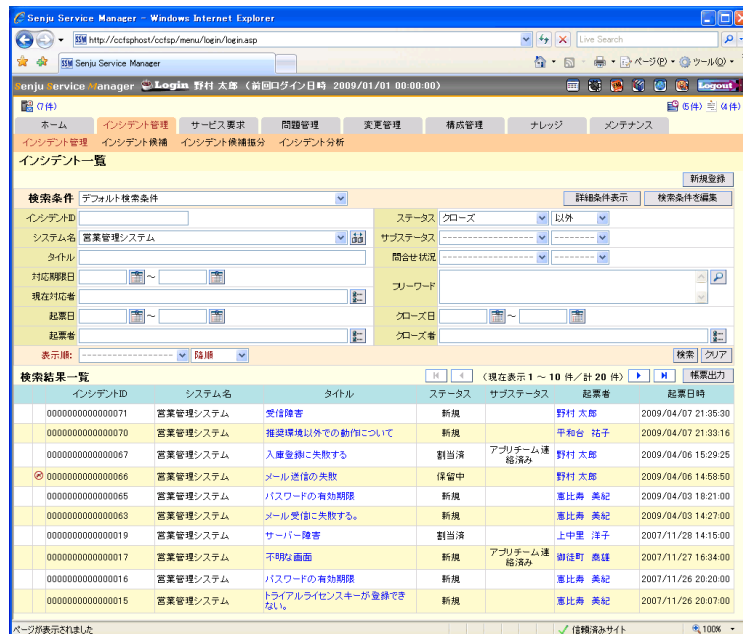 Senju Service Manager - Windows Internet Explorer
http://ccfsphost/ccfsp/menu/login/login.asp
Live Search
Senju Service Manager
ページ(P)
ツール(O)
Senju Service Manager Login 野村 太郎 (前回ログイン日時 2009/01/01 00:00:00)
Logout
(7件)
(5件) (4件)
ホーム インシデント管理 サービス要求 問題管理 変更管理 構成管理 ナレッジ メンテナンス
インシデント管理 インシデント候補 インシデント候補振分 インシデント分析
インシデント一覧
新規登録
検索条件 デフォルト検索条件 詳細条件表示 検索条件を編集
インシデントID ステータス クローズ 以外
システム名 営業管理システム サブステータス ------------------ --------
タイトル 問合せ状況 ------------------ --------
対応期限日 ~ フリーワード
現在対応者
起票日 ~ クローズ日 ~
起票者 クローズ者
表示順: ------------------ 降順 検索 クリア
検索結果一覧 (現在表示 1 ~ 10 件/計 20 件) 帳票出力
インシデントID システム名 タイトル ステータス サブステータス 起票者 起票日時
0000000000000071 営業管理システム 受信障害 新規 野村 太郎 2009/04/07 21:35:30
0000000000000070 営業管理システム 推奨環境以外での動作について 新規 平和台 祐子 2009/04/07 21:33:16
0000000000000067 営業管理システム 入庫登録に失敗する 割当済 アプリチーム連絡済み 野村 太郎 2009/04/06 15:29:25
0000000000000066 営業管理システム メール送信の失敗 保留中 野村 太郎 2009/04/06 14:58:50
0000000000000065 営業管理システム パスワードの有効期限 新規 恵比寿 美紀 2009/04/03 18:21:00
0000000000000063 営業管理システム メール受信に失敗する。 新規 恵比寿 美紀 2009/04/03 14:27:00
0000000000000019 営業管理システム サーバー障害 割当済 上中里 洋子 2007/11/28 14:15:00
0000000000000017 営業管理システム 不明な画面 新規 アプリチーム連絡済み 御徒町 2007/11/27 16:34:00
0000000000000016 営業管理システム パスワードの有効期限 新規 恵比寿 美紀 2007/11/26 20:20:00
0000000000000015 営業管理システム トライアルライセンスキーが登録できない。 新規 恵比寿 美紀 2007/11/26 20:07:00
ページが表示されました 信頼済みサイト 100%